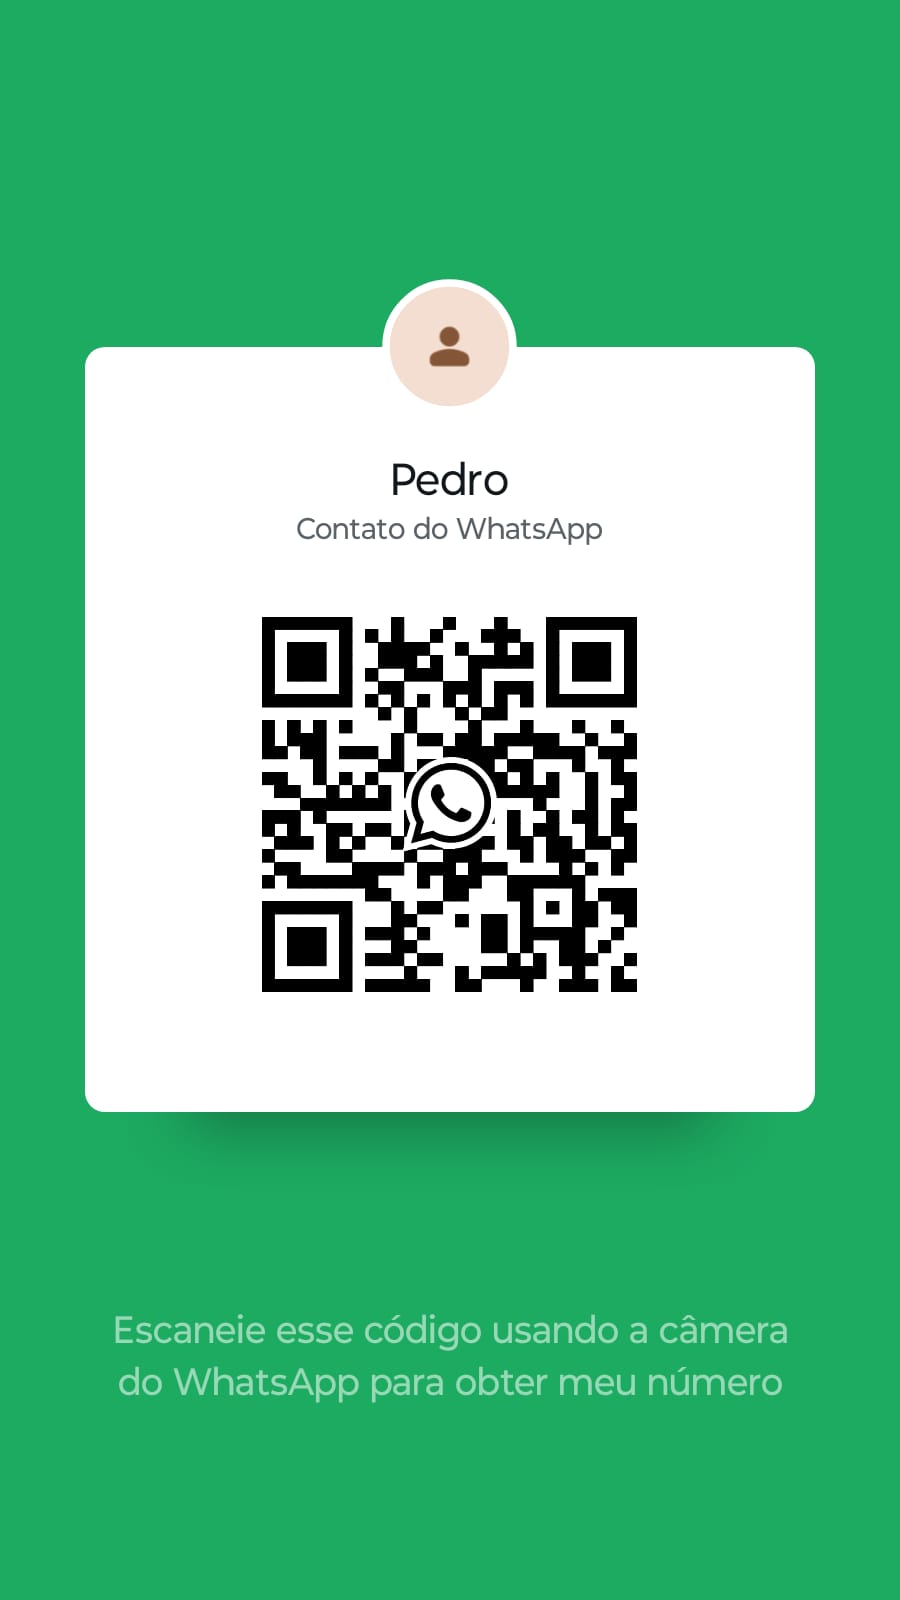 Pedro
Contato do WhatsApp
Escaneie esse código usando a câmera
do WhatsApp para obter meu número